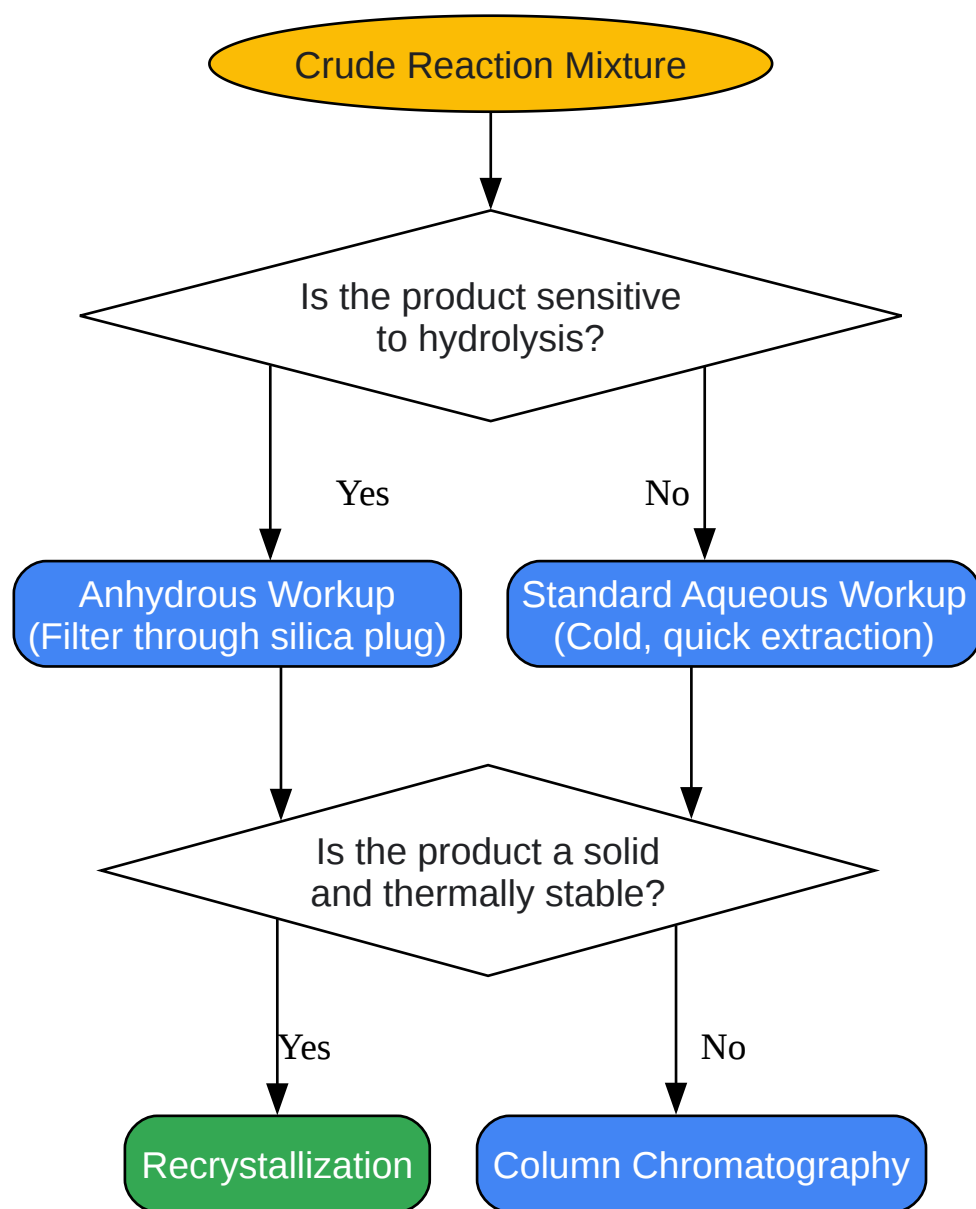 Crude Reaction Mixture
Is the product sensitive
to hydrolysis?
Yes
No
Anhydrous Workup
(Filter through silica plug)
Standard Aqueous Workup
(Cold, quick extraction)
Is the product a solid
and thermally stable?
Yes
No
Recrystallization
Column Chromatography